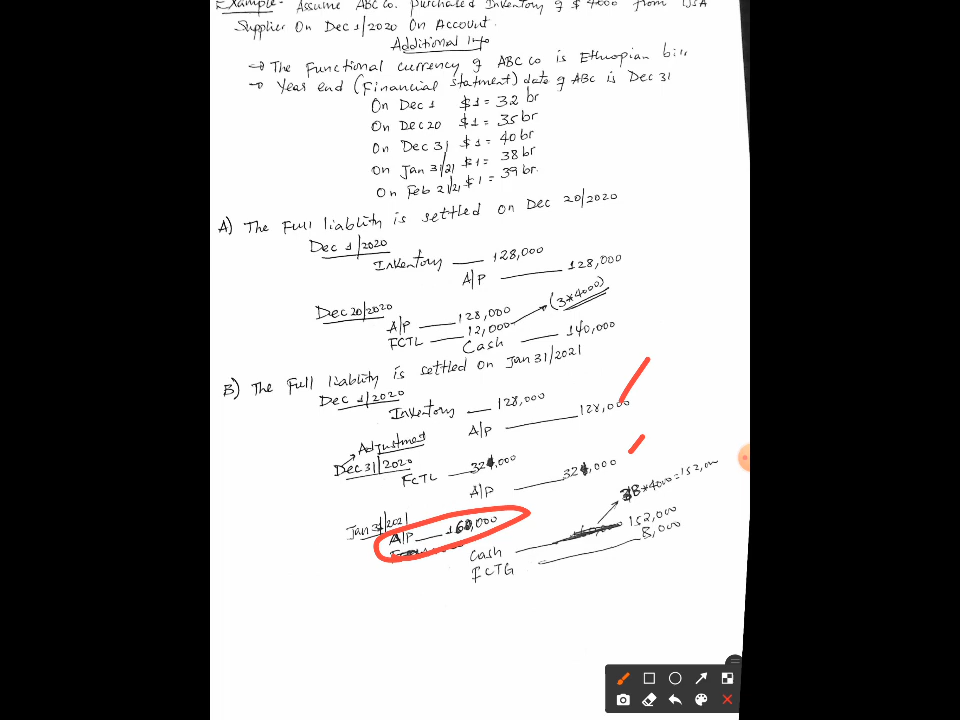 Example- Assume ABC Co. purchased Inventory of $ 4000 from USA
Supplier On Dec 1/2020 On Account.
Additional Info
-> The Functional currency of ABC Co is Ethiopian birr
-> Year end (Financial statment) date of ABC is Dec 31
On Dec 1 $1 = 32 br
On Dec 20 $1 = 35 br
On Dec 31 $1 = 40 br
On Jan 31/21 $1 = 38 br
On Feb 21/21 $1 = 39 br.
A) The Full liablity is settled on Dec 20/2020
Dec 1/2020
Inventory — 128,000
A/P — 128,000
Dec 20/2020
A/P — 128,000 (3*4000)
FCTL — 12,000
Cash — 140,000
B) The Full liablity is settled On Jan 31/2021
Dec 1/2020
Inventory — 128,000
A/P — 128,000
Adjustment
Dec 31/2020
FCTL — 32,000
A/P — 32,000
38*4000=152,000
Jan 31/2021
A/P — 160,000
Cash — 152,000
FCTG — 8,000